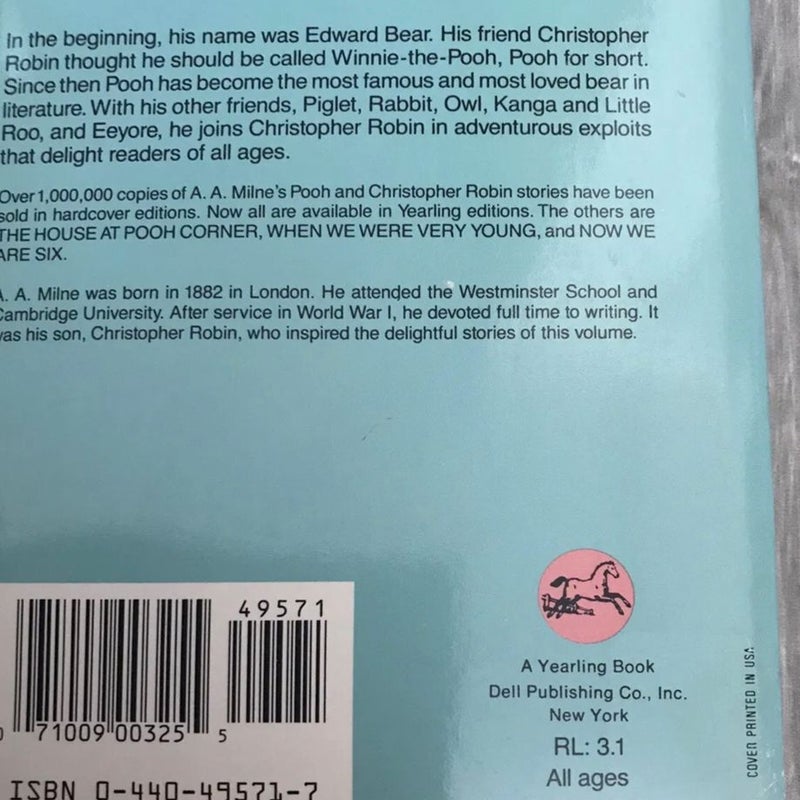 In the beginning, his name was Edward Bear. His friend Christopher
Robin thought he should be called Winnie-the-Pooh, Pooh for short.
Since then Pooh has become the most famous and most loved bear in
literature. With his other friends, Piglet, Rabbit, Owl, Kanga and Little
Roo, and Eeyore, he joins Christopher Robin in adventurous exploits
that delight readers of all ages.
Over 1,000,000 copies of A. A. Milne's Pooh and Christopher Robin stories have been
sold in hardcover editions. Now all are available in Yearling editions. The others are
THE HOUSE AT POOH CORNER, WHEN WE WERE VERY YOUNG, and NOW WE
ARE SIX.
A. A. Milne was born in 1882 in London. He attended the Westminster School and
Cambridge University. After service in World War I, he devoted full time to writing. It
was his son, Christopher Robin, who inspired the delightful stories of this volume.
49571
0 71009 00325 5
ISBN 0-440-49571-7
A Yearling Book
Dell Publishing Co., Inc.
New York
RL: 3.1
All ages
COVER PRINTED IN USA